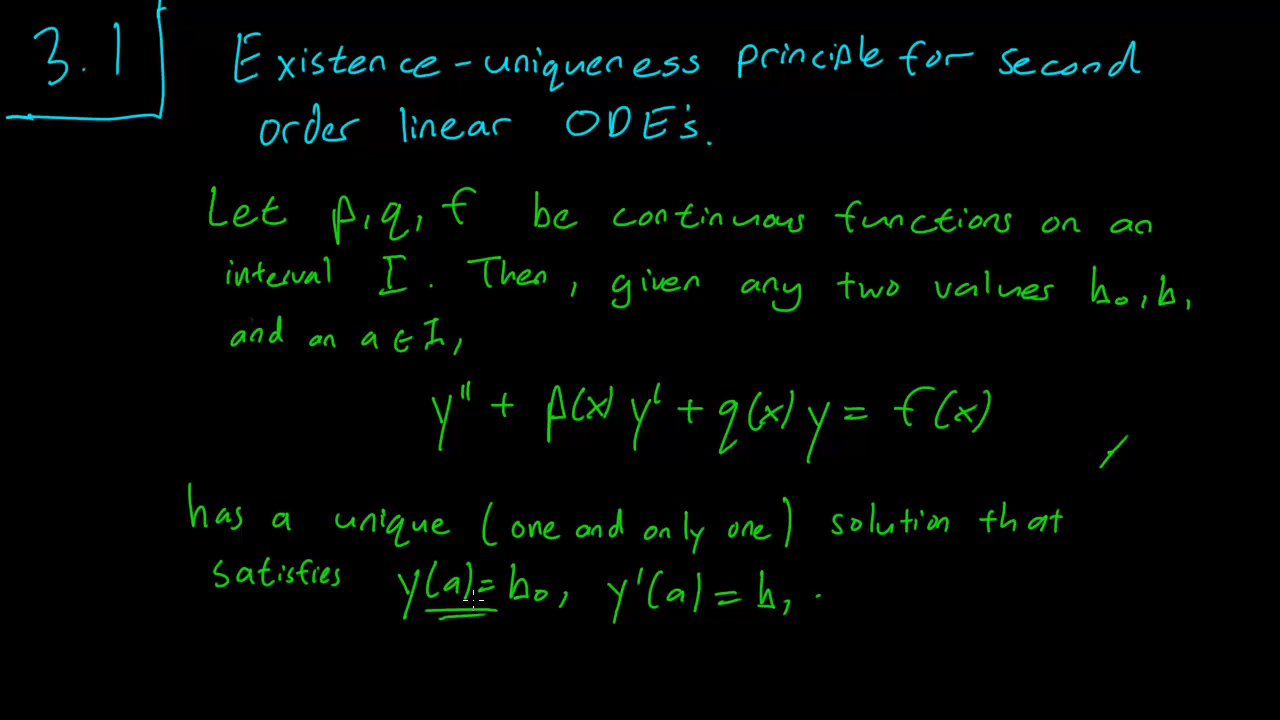 3.1
Existence-uniqueness principle for second
order linear ODE's.
Let p, q, f be continuous functions on an
interval I. Then, given any two values b₀, b₁
and an a ∈ I,
y'' + p(x) y' + q(x) y = f(x)
has a unique (one and only one) solution that
satisfies y(a) = b₀, y'(a) = b₁.